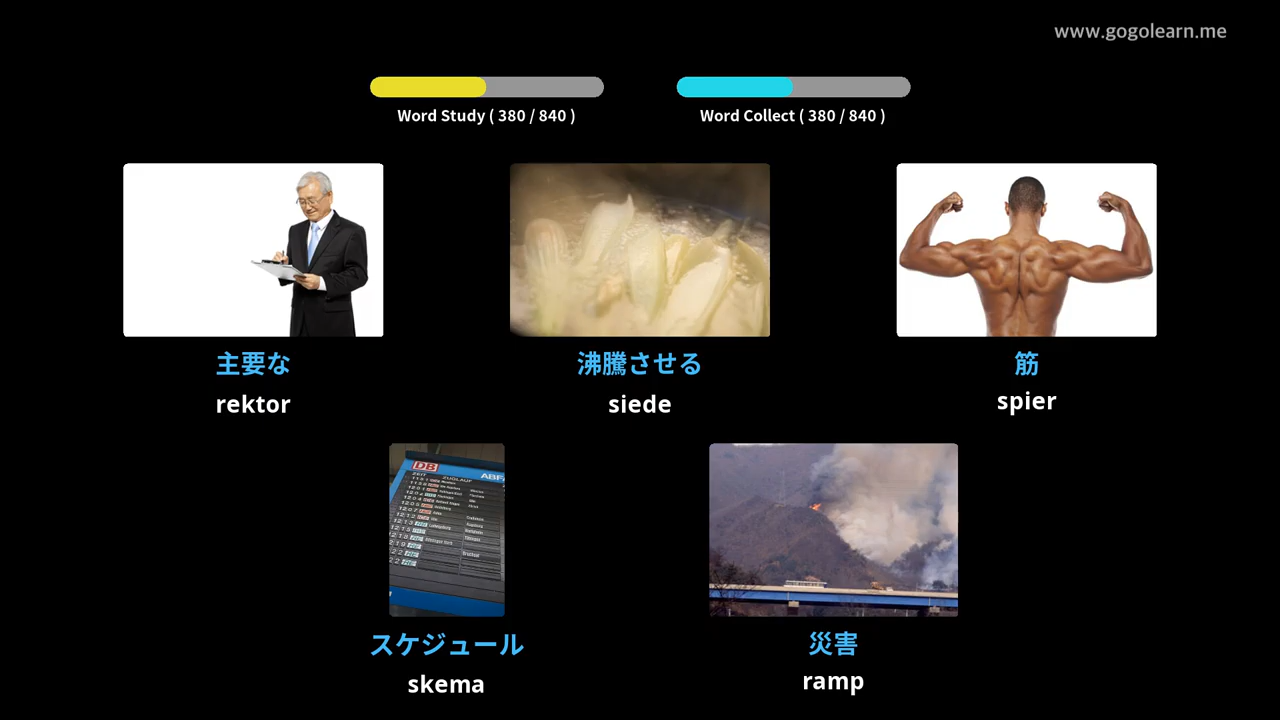 www.gogolearn.me
Word Study ( 380 / 840 )
Word Collect ( 380 / 840 )
主要な
rektor
沸騰させる
siede
筋
spier
DB
スケジュール
skema
災害
ramp